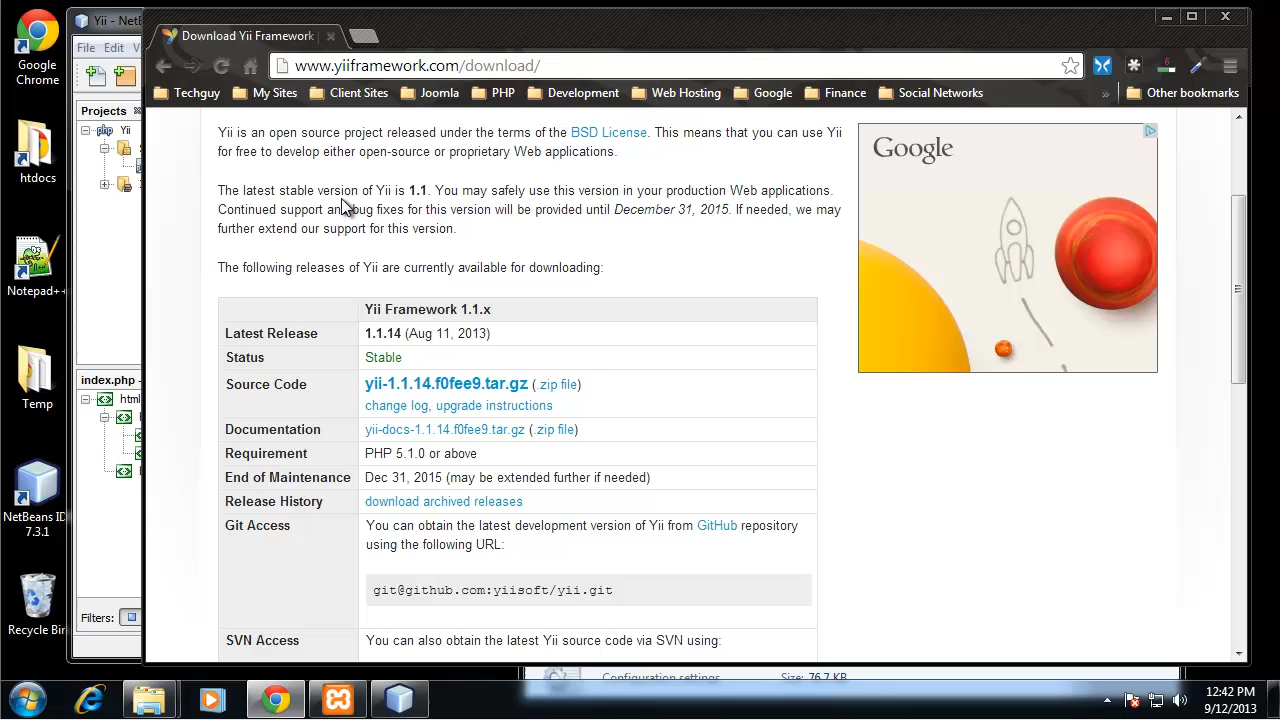 Google
Chrome
htdocs
Notepad++
Temp
NetBeans ID
7.3.1
Recycle Bin
Yii - NetB
File Edit V
Projects
php Yii
S
index.php
html
Filters:
Download Yii Framework
www.yiiframework.com/download/
6
Techguy My Sites Client Sites Joomla PHP Development Web Hosting Google Finance Social Networks » Other bookmarks
Yii is an open source project released under the terms of the BSD License. This means that you can use Yii
for free to develop either open-source or proprietary Web applications.
The latest stable version of Yii is 1.1. You may safely use this version in your production Web applications.
Continued support and bug fixes for this version will be provided until December 31, 2015. If needed, we may
further extend our support for this version.
The following releases of Yii are currently available for downloading:
Yii Framework 1.1.x
Latest Release 1.1.14 (Aug 11, 2013)
Status Stable
Source Code yii-1.1.14.f0fee9.tar.gz (.zip file)
change log, upgrade instructions
Documentation yii-docs-1.1.14.f0fee9.tar.gz (.zip file)
Requirement PHP 5.1.0 or above
End of Maintenance Dec 31, 2015 (may be extended further if needed)
Release History download archived releases
Git Access You can obtain the latest development version of Yii from GitHub repository
using the following URL:
git@github.com:yiisoft/yii.git
SVN Access You can also obtain the latest Yii source code via SVN using:
Google
Configuration settings Size: 76.7 KB
12:42 PM
9/12/2013